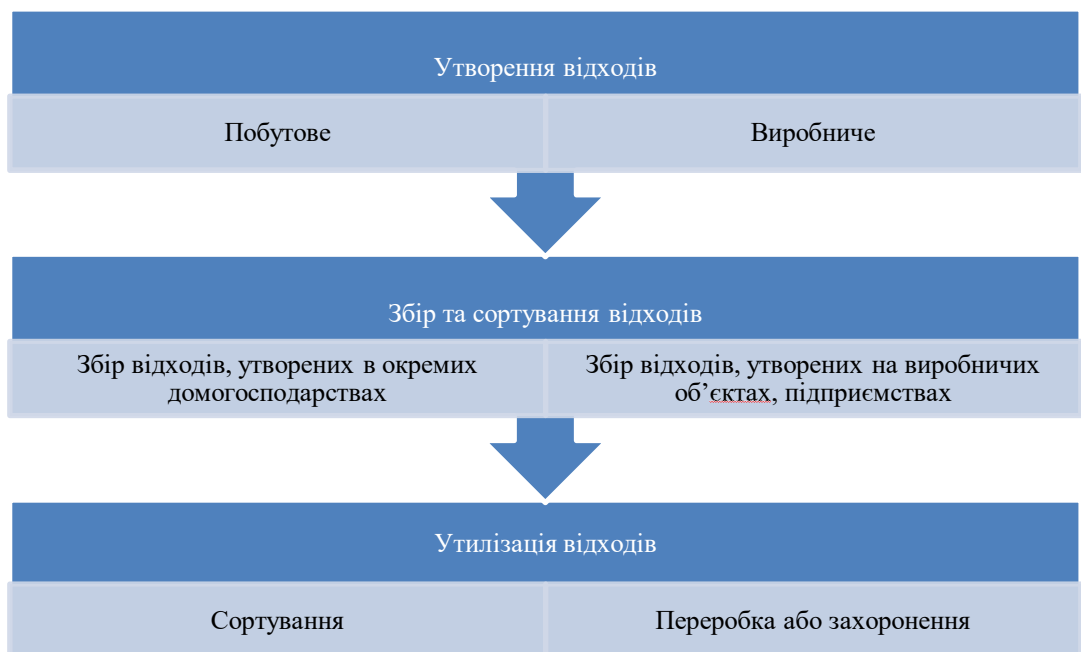 Утворення відходів
Побутове
Виробниче
Збір та сортування відходів
Збір відходів, утворених в окремих
домогосподарствах
Збір відходів, утворених на виробничих
об’єктах, підприємствах
Утилізація відходів
Сортування
Переробка або захоронення